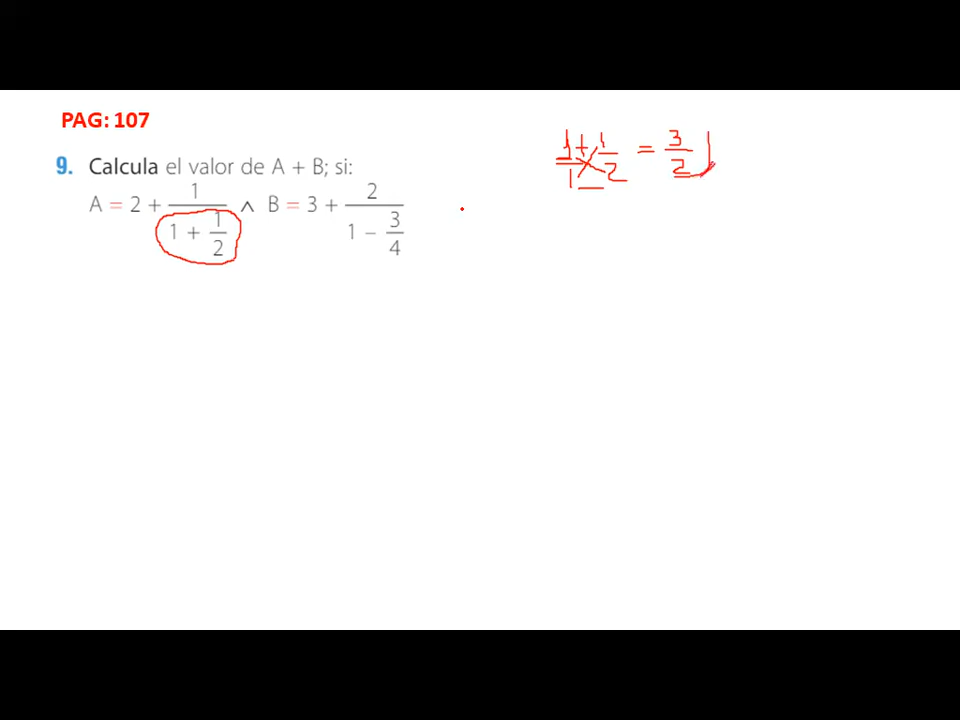 PAG: 107
9. Calcula el valor de A + B; si:
A = 2 + 1/(1 + 1/2) ∧ B = 3 + 2/(1 - 3/4)
1/1 + 1/2 = 3/2